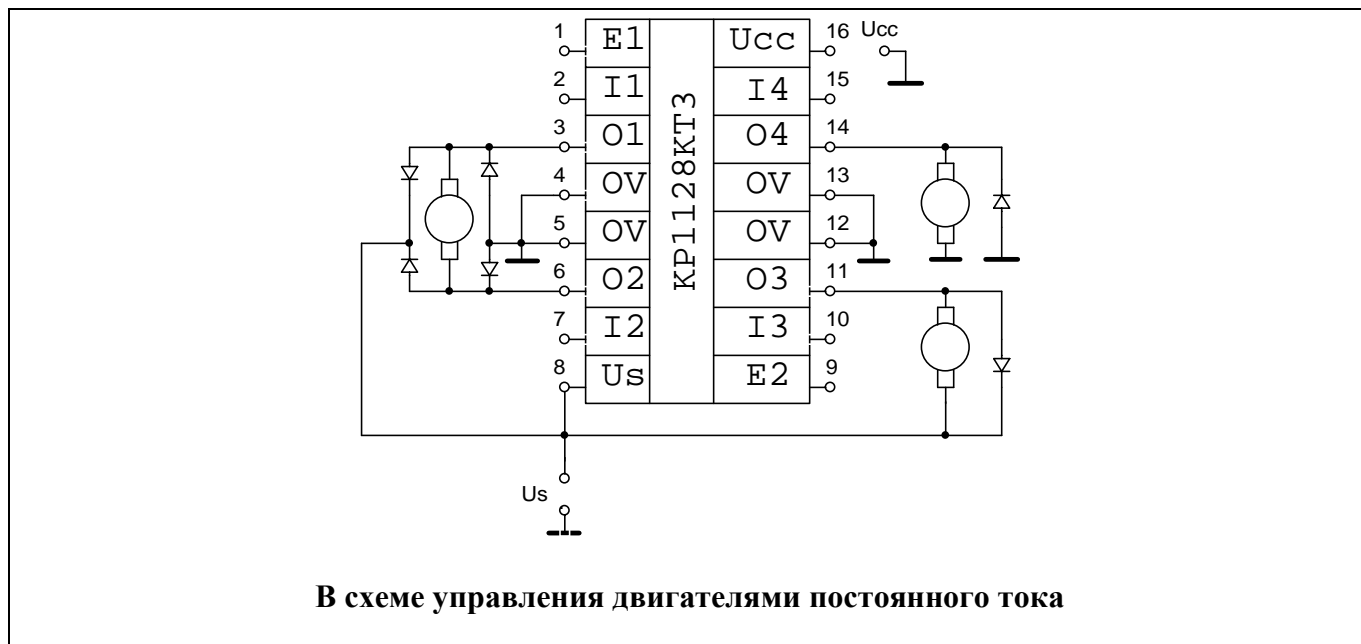 1 E1 Ucc 16 Ucc
2 I1 I4 15
3 O1 O4 14
4 OV OV 13
5 OV OV 12
6 O2 O3 11
7 I2 I3 10
8 Us E2 9
КР1128КТ3
Us
В схеме управления двигателями постоянного тока